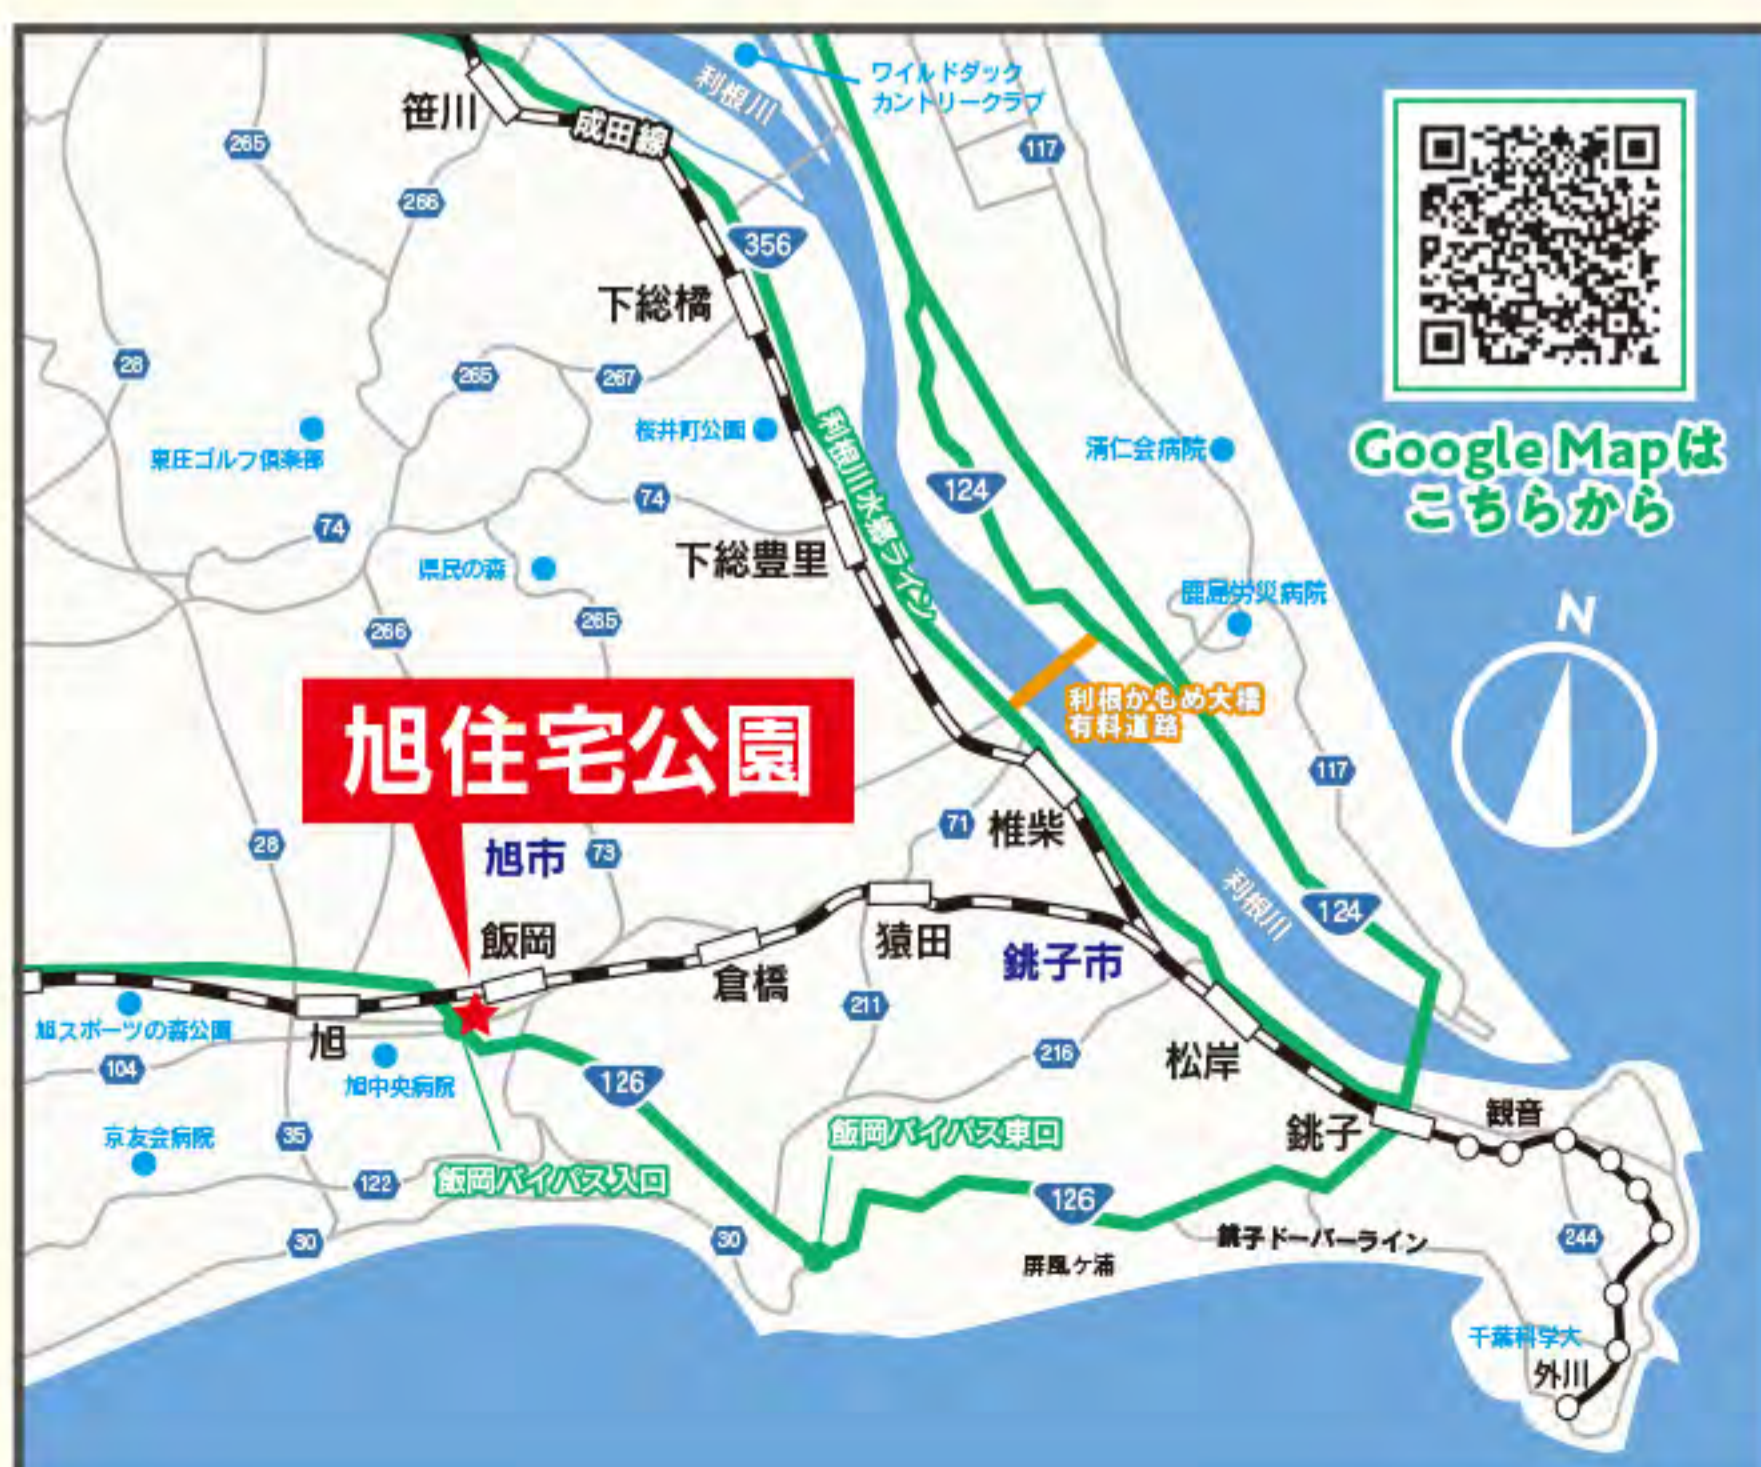 ワイルドダック
カントリークラブ
利根川
笹川
成田線
265
117
266
356
下総橘
28
265
267
桜井町公園
東庄ゴルフ倶楽部
利根川水郷ライン
清仁会病院
Google Mapは
こちらから
74
74
124
県民の森
下総豊里
鹿島労災病院
N
266
265
利根かもめ大橋
有料道路
旭住宅公園
117
28
旭市
73
71
椎柴
利根川
124
飯岡
倉橋
猿田
銚子市
旭スポーツの森公園
旭
211
104
旭中央病院
126
216
松岸
京友会病院
35
飯岡バイパス東口
銚子
観音
122
飯岡バイパス入口
126
30
30
銚子ドーバーライン
屏風ケ浦
244
千葉科学大
外川